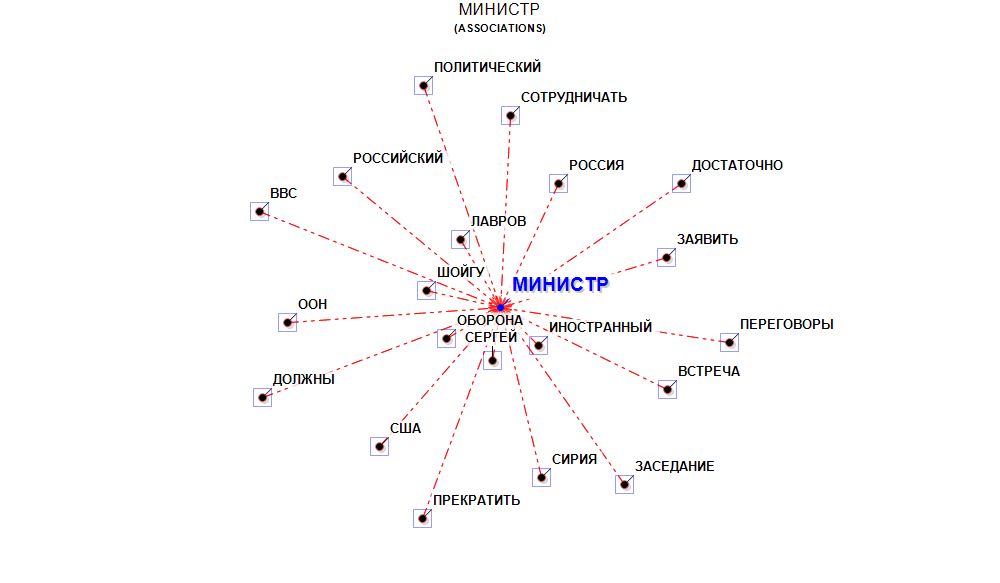 МИНИСТР
(ASSOCIATIONS)
ПОЛИТИЧЕСКИЙ
СОТРУДНИЧАТЬ
РОССИЙСКИЙ
РОССИЯ
ДОСТАТОЧНО
ВВС
ЛАВРОВ
ЗАЯВИТЬ
ШОЙГУ
МИНИСТР
ООН
ОБОРОНА
ИНОСТРАННЫЙ
ПЕРЕГОВОРЫ
СЕРГЕЙ
ДОЛЖНЫ
ВСТРЕЧА
США
СИРИЯ
ЗАСЕДАНИЕ
ПРЕКРАТИТЬ